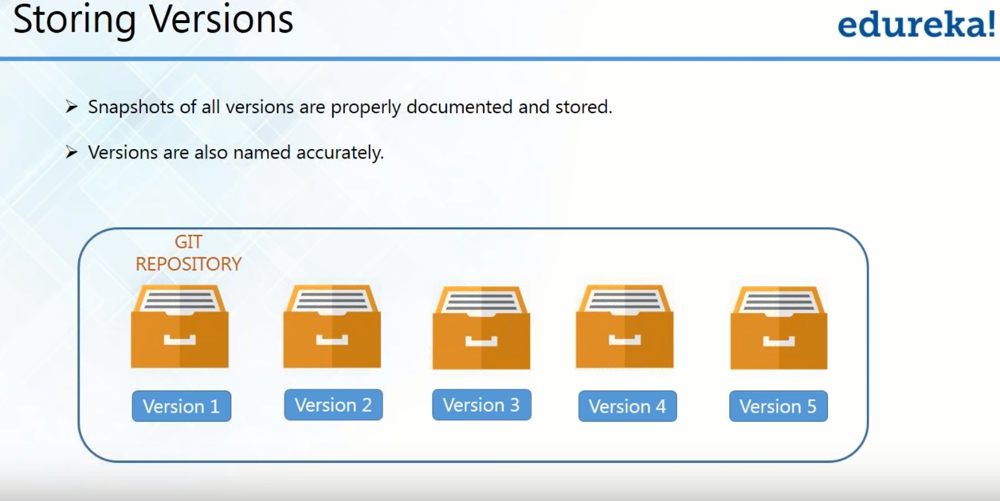 Storing Versions
edureka!
Snapshots of all versions are properly documented and stored.
Versions are also named accurately.
GIT
REPOSITORY
Version 1
Version 2
Version 3
Version 4
Version 5